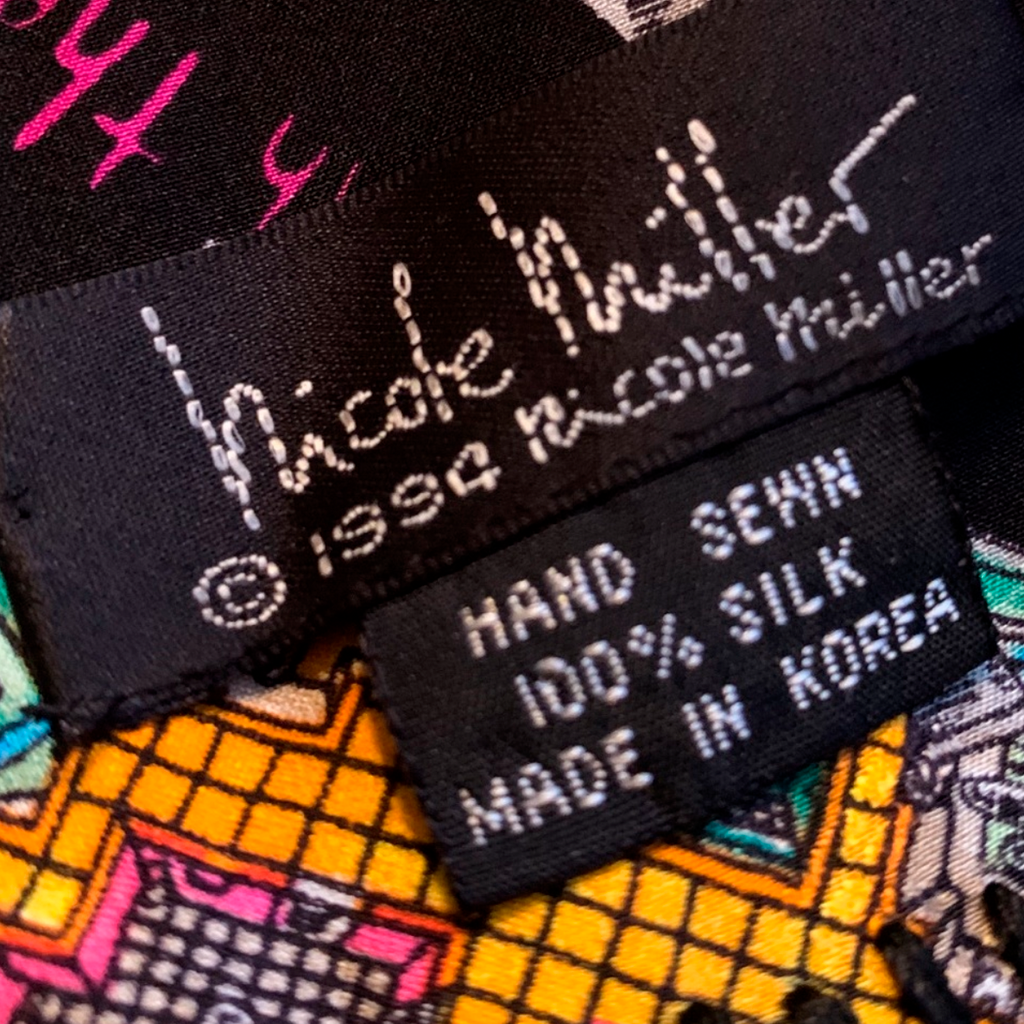 Nicole Miller
© 1994 Nicole Miller
HAND SEWN
100% SILK
MADE IN KOREA